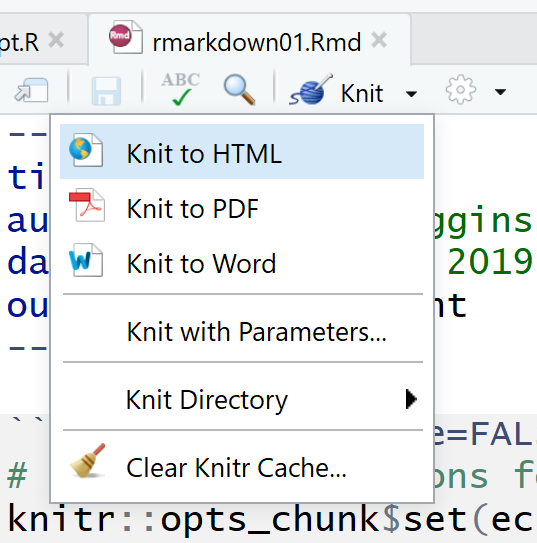 pt.R
Rmd
rmarkdown01.Rmd
ABC
Knit
--
ti
au ggins
da 2019
ou nt
--
Knit to HTML
Knit to PDF
Knit to Word
Knit with Parameters...
Knit Directory
Clear Knitr Cache...
`` e=FAL
# ons fo
knitr::opts_chunk$set(ec